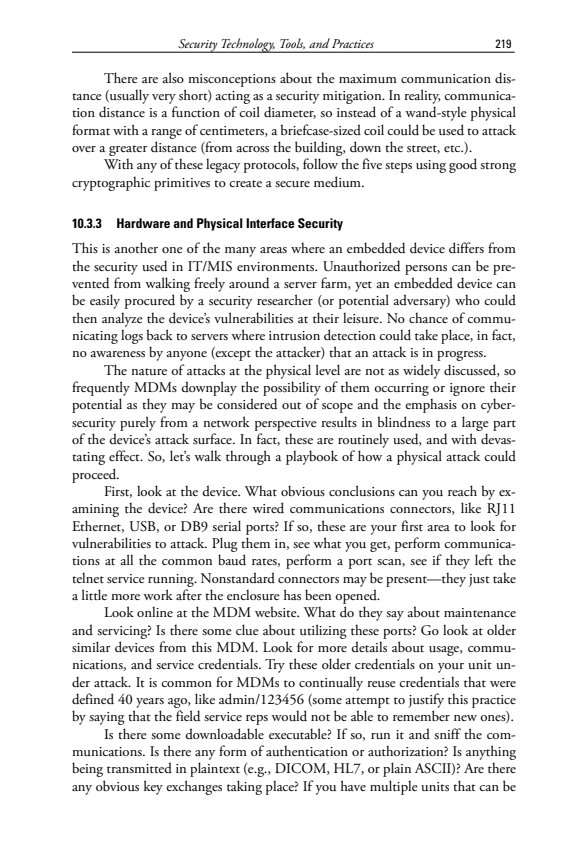 Security Technology, Tools, and Practices 219
There are also misconceptions about the maximum communication dis-
tance (usually very short) acting as a security mitigation. In reality, communica-
tion distance is a function of coil diameter, so instead of a wand-style physical
format with a range of centimeters, a briefcase-sized coil could be used to attack
over a greater distance (from across the building, down the street, etc.).
With any of these legacy protocols, follow the five steps using good strong
cryptographic primitives to create a secure medium.
10.3.3 Hardware and Physical Interface Security
This is another one of the many areas where an embedded device differs from
the security used in IT/MIS environments. Unauthorized persons can be pre-
vented from walking freely around a server farm, yet an embedded device can
be easily procured by a security researcher (or potential adversary) who could
then analyze the device’s vulnerabilities at their leisure. No chance of commu-
nicating logs back to servers where intrusion detection could take place, in fact,
no awareness by anyone (except the attacker) that an attack is in progress.
The nature of attacks at the physical level are not as widely discussed, so
frequently MDMs downplay the possibility of them occurring or ignore their
potential as they may be considered out of scope and the emphasis on cyber-
security purely from a network perspective results in blindness to a large part
of the device’s attack surface. In fact, these are routinely used, and with devas-
tating effect. So, let’s walk through a playbook of how a physical attack could
proceed.
First, look at the device. What obvious conclusions can you reach by ex-
amining the device? Are there wired communications connectors, like RJ11
Ethernet, USB, or DB9 serial ports? If so, these are your first area to look for
vulnerabilities to attack. Plug them in, see what you get, perform communica-
tions at all the common baud rates, perform a port scan, see if they left the
telnet service running. Nonstandard connectors may be present—they just take
a little more work after the enclosure has been opened.
Look online at the MDM website. What do they say about maintenance
and servicing? Is there some clue about utilizing these ports? Go look at older
similar devices from this MDM. Look for more details about usage, commu-
nications, and service credentials. Try these older credentials on your unit un-
der attack. It is common for MDMs to continually reuse credentials that were
defined 40 years ago, like admin/123456 (some attempt to justify this practice
by saying that the field service reps would not be able to remember new ones).
Is there some downloadable executable? If so, run it and sniff the com-
munications. Is there any form of authentication or authorization? Is anything
being transmitted in plaintext (e.g., DICOM, HL7, or plain ASCII)? Are there
any obvious key exchanges taking place? If you have multiple units that can be